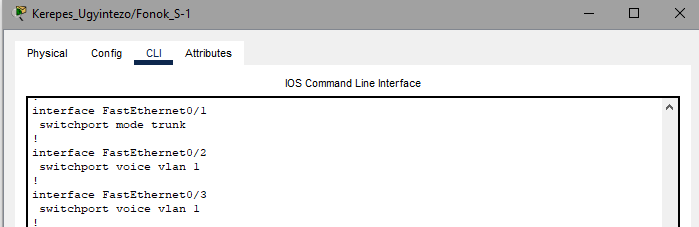 Kerepes_Ugyintezo/Fonok_S-1
Physical Config CLI Attributes
IOS Command Line Interface
!
interface FastEthernet0/1
 switchport mode trunk
!
interface FastEthernet0/2
 switchport voice vlan 1
!
interface FastEthernet0/3
 switchport voice vlan 1
!